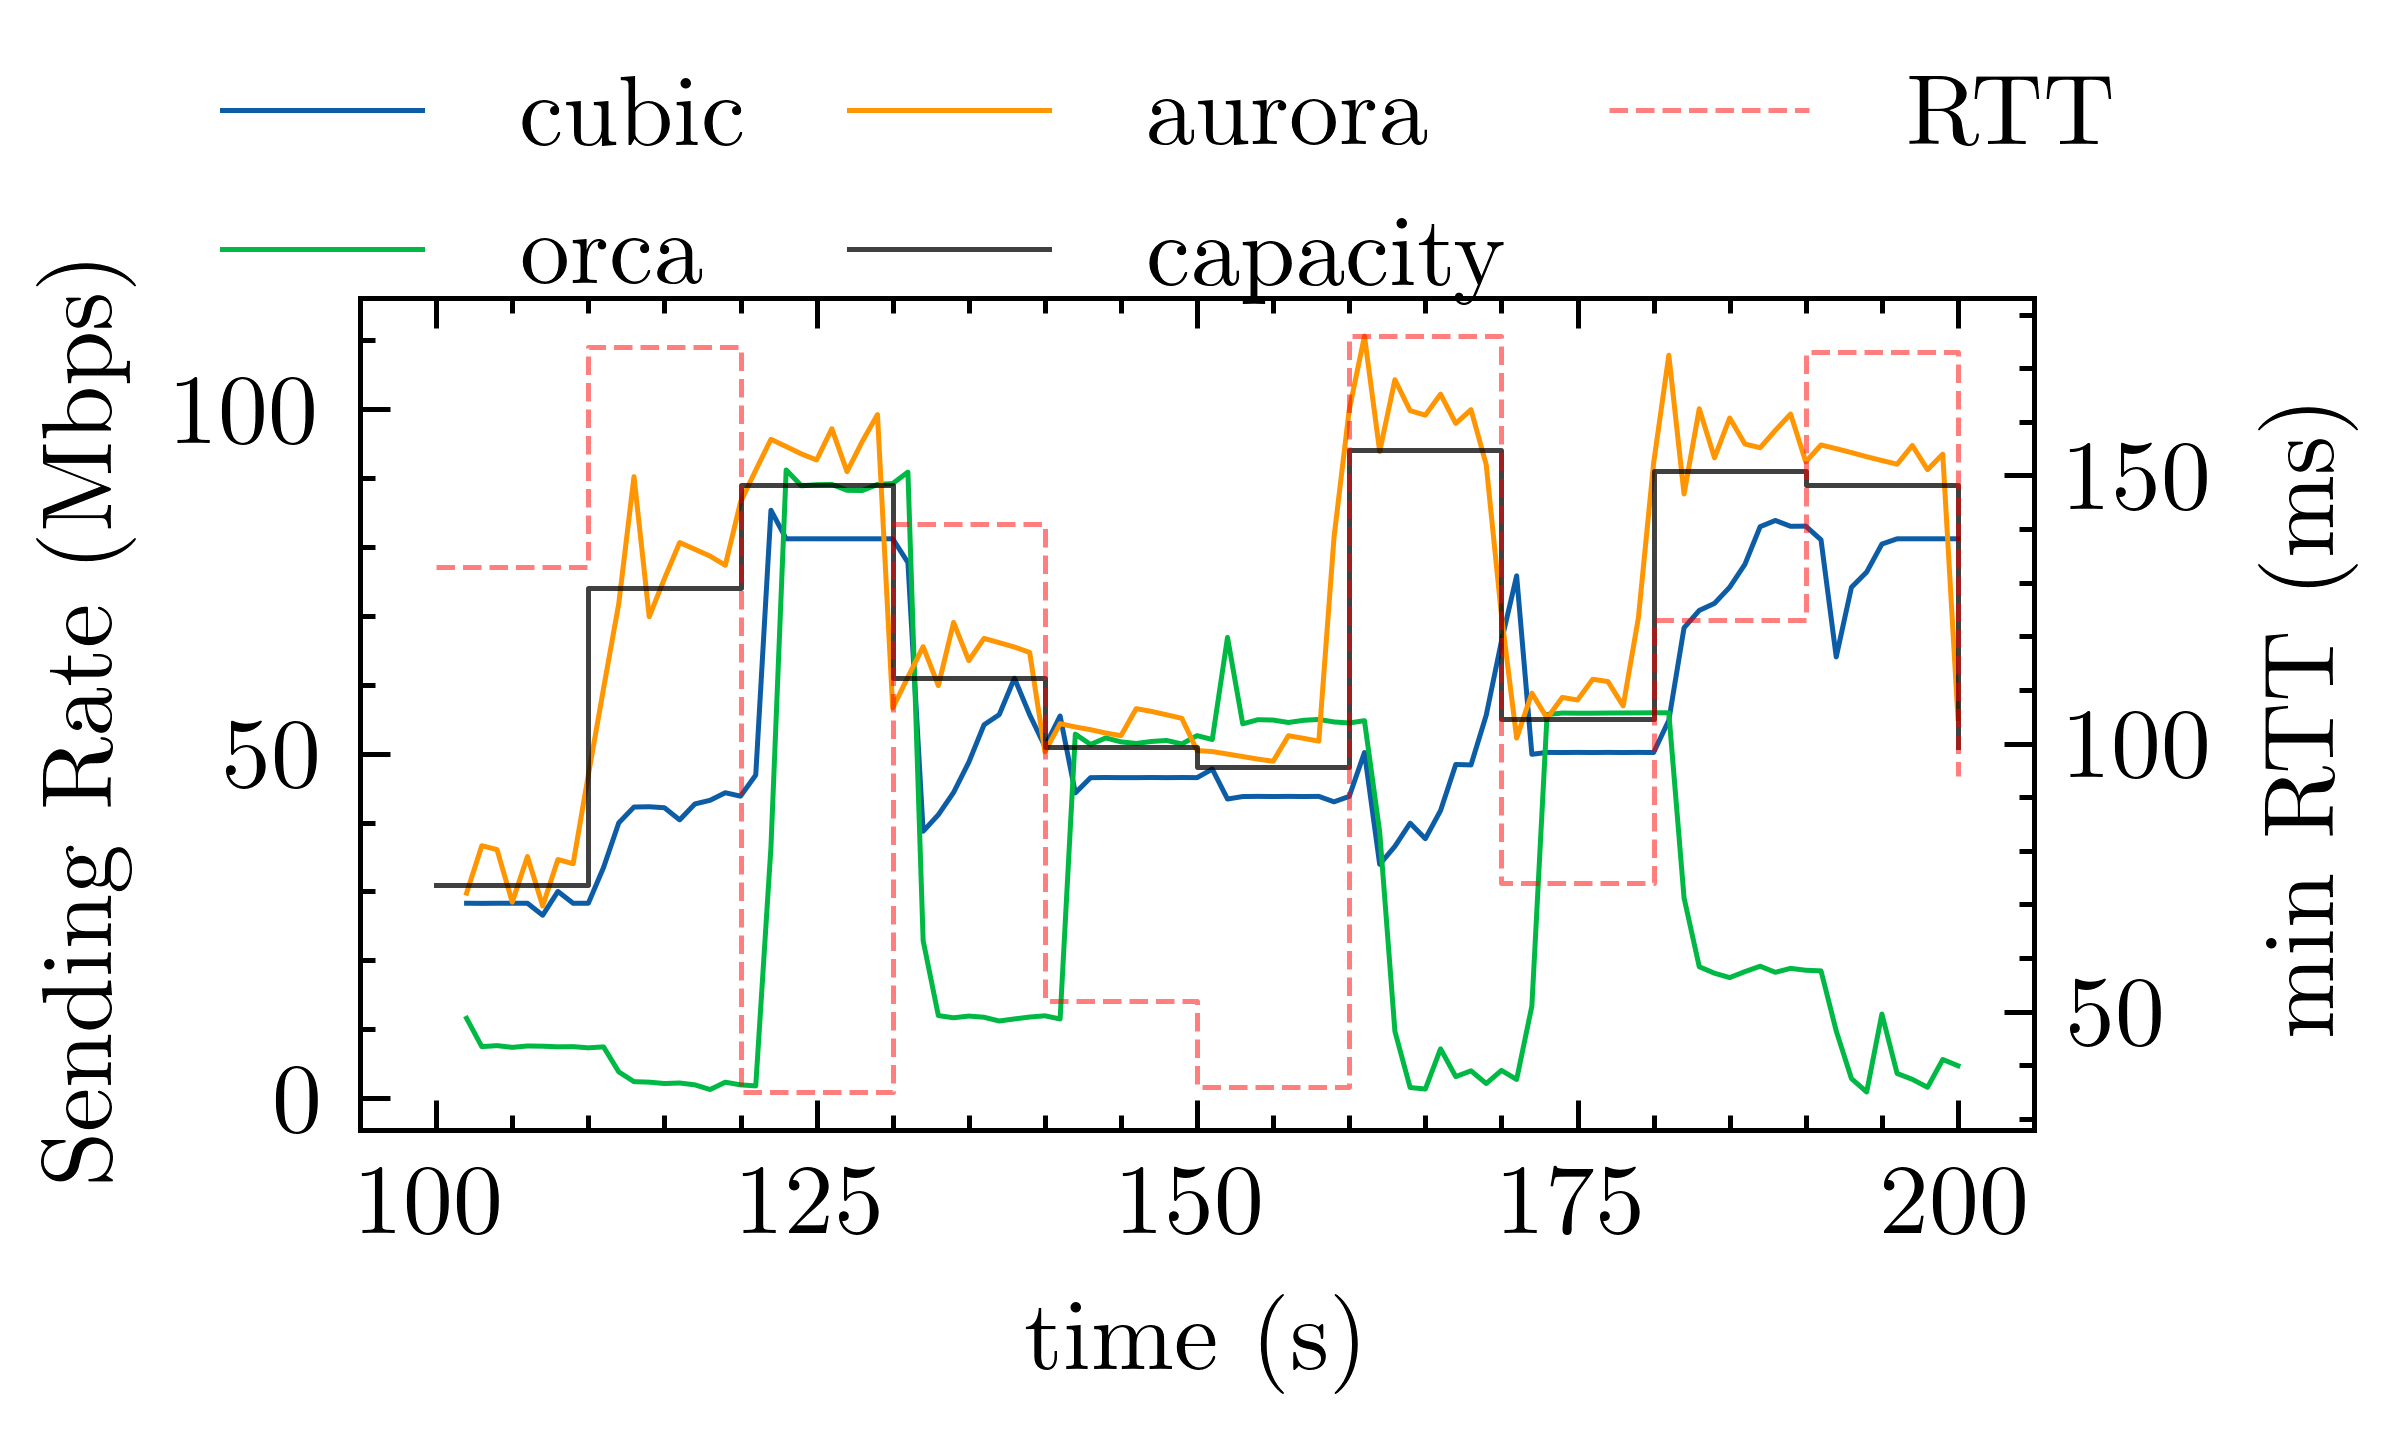 cubic
aurora
RTT
orca
capacity
Sending Rate (Mbps)
100
50
0
150
100
50
min RTT (ms)
100
125
150
175
200
time (s)